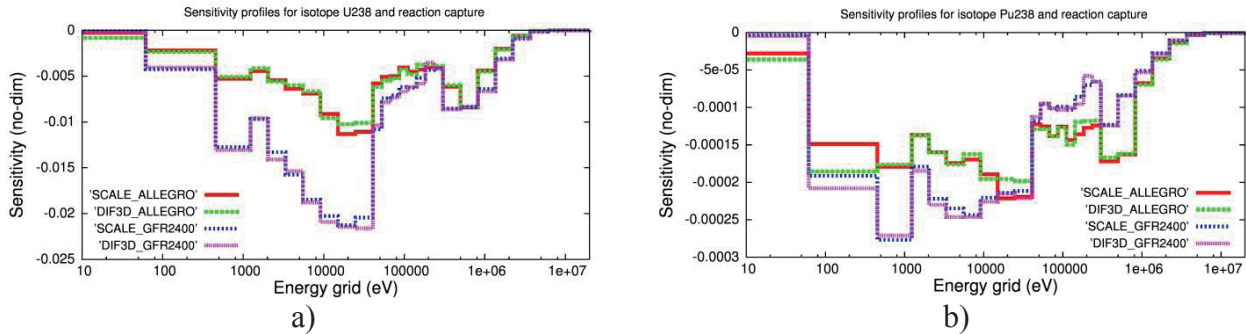 Sensitivity profiles for isotope U238 and reaction capture
0
-0.005
-0.01
-0.015
-0.02
-0.025
Sensitivity (no-dim)
'SCALE_ALLEGRO'
'DIF3D_ALLEGRO'
'SCALE_GFR2400'
'DIF3D_GFR2400'
10 100 1000 10000 100000 1e+06 1e+07
Energy grid (eV)
a)
Sensitivity profiles for isotope Pu238 and reaction capture
0
-5e-05
-0.0001
-0.00015
-0.0002
-0.00025
-0.0003
Sensitivity (no-dim)
'SCALE_ALLEGRO'
'DIF3D_ALLEGRO'
'SCALE_GFR2400'
'DIF3D_GFR2400'
10 100 1000 10000 100000 1e+06 1e+07
Energy grid (eV)
b)